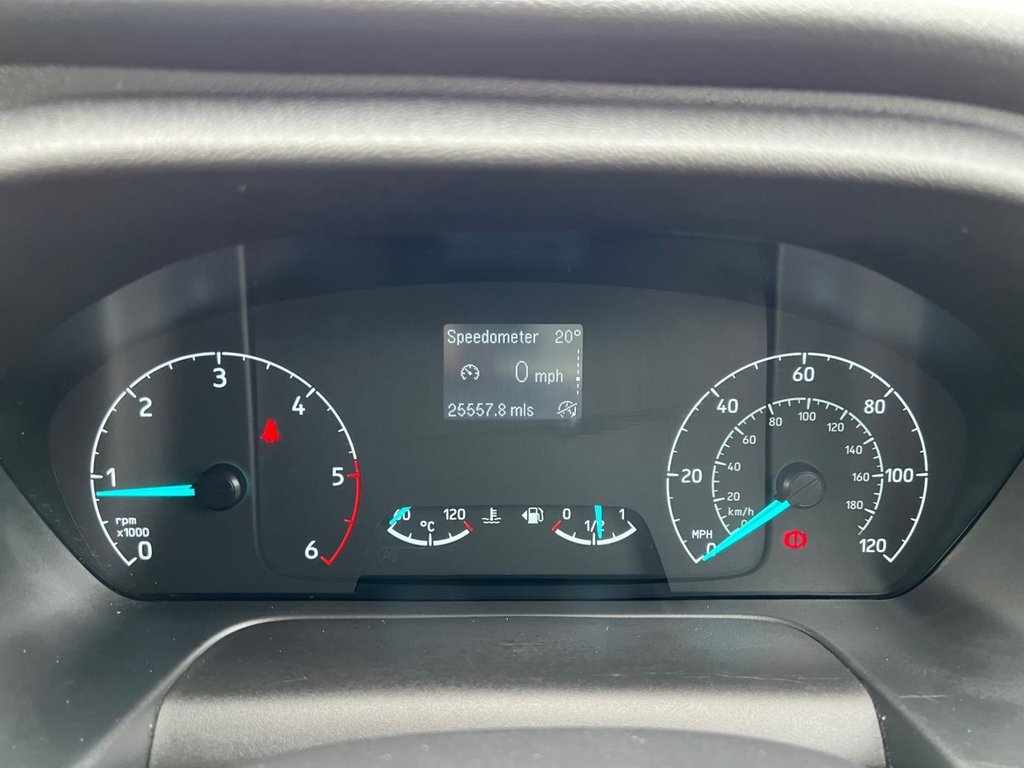 Speedometer 20°
0 mph
25557.8 mls
0 1 2 3 4 5 6
rpm
x1000
60 120
°C
0 1/2 1
0 20 40 60 80 100 120
MPH
0 20 40 60 80 100 120 140 160 180
km/h